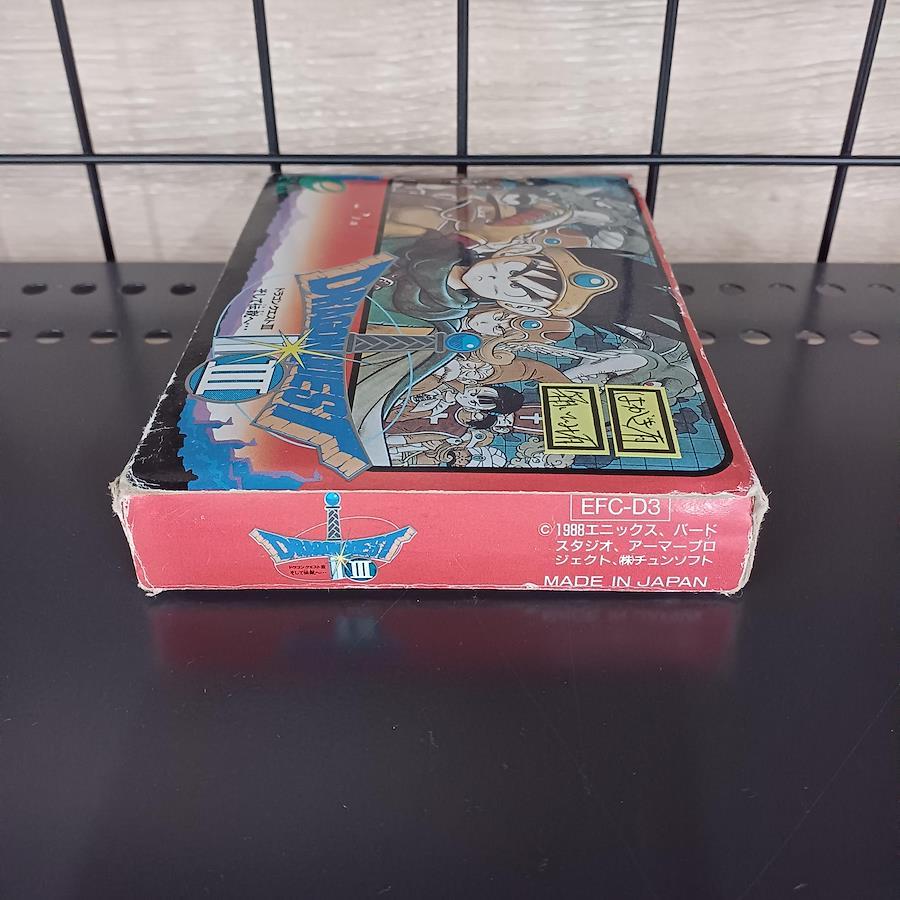 ドラゴンクエストIII
そして伝説へ…
DRAGON QUEST
III
DRAGON QUEST
III
ドラゴンクエストIII
そして伝説へ…
EFC-D3
©1988エニックス、バード
スタジオ、アーマープロ
ジェクト、㈱チュンソフト
MADE IN JAPAN